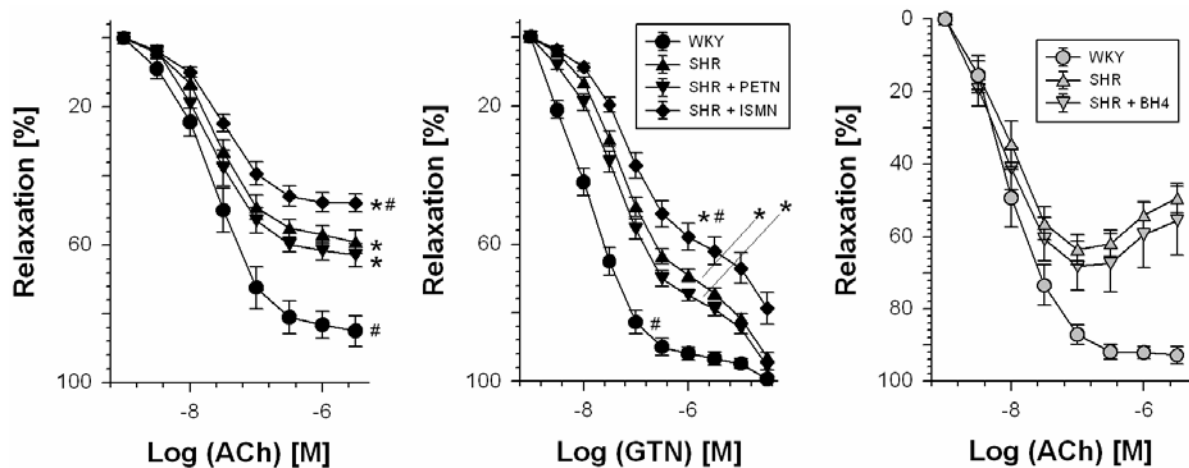 Relaxation [%]
20
60
100
-8
-6
Log (ACh) [M]
*#
*
*
#
Relaxation [%]
20
60
100
-8
-6
Log (GTN) [M]
WKY
SHR
SHR + PETN
SHR + ISMN
*# * *
#
Relaxation [%]
0
20
40
60
80
100
-8
-6
Log (ACh) [M]
WKY
SHR
SHR + BH4